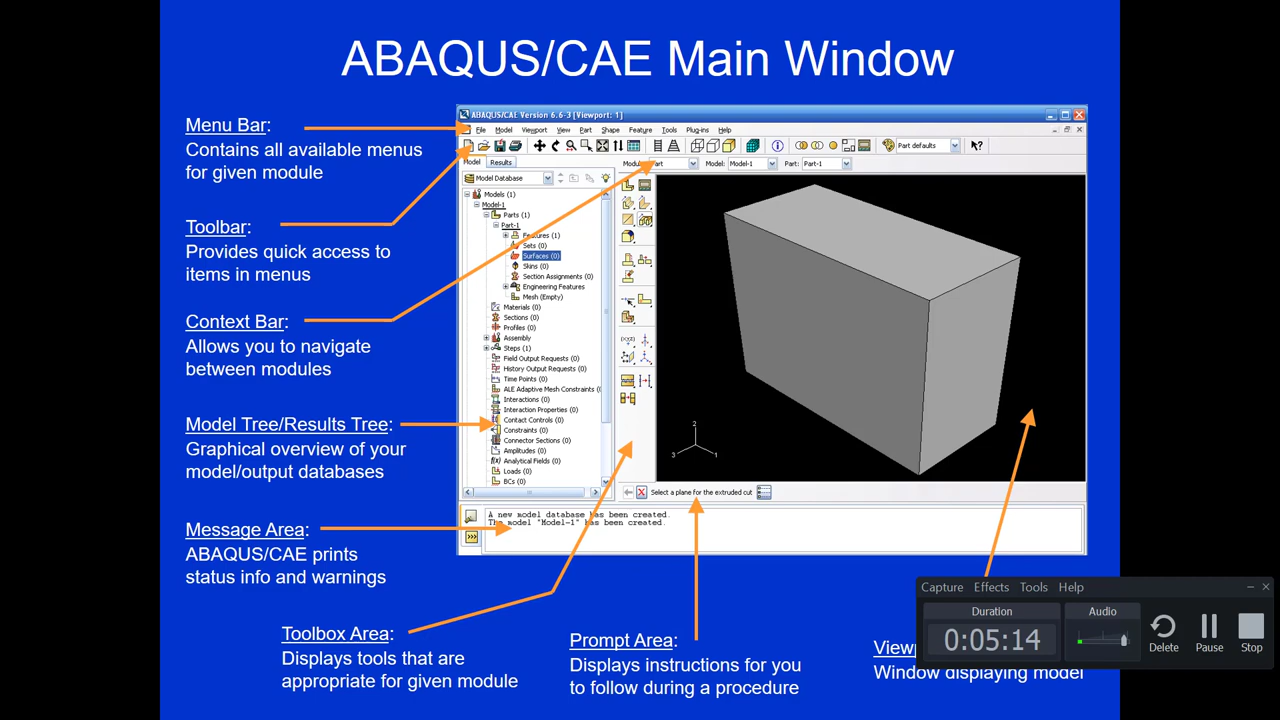 ABAQUS/CAE Main Window
Menu Bar:
Contains all available menus
for given module
Toolbar:
Provides quick access to
items in menus
Context Bar:
Allows you to navigate
between modules
Model Tree/Results Tree:
Graphical overview of your
model/output databases
Message Area:
ABAQUS/CAE prints
status info and warnings
Toolbox Area:
Displays tools that are
appropriate for given module
Prompt Area:
Displays instructions for you
to follow during a procedure
Window displaying model
ABAQUS/CAE Version 6.6-3 [Viewport: 1]
File Model Viewport View Part Shape Feature Tools Plug-ins Help
Part defaults
Model Results
Part Model: Model-1 Part: Part-1
Model Database
Models (1)
Model-1
Parts (1)
Part-1
Features (1)
Sets (0)
Surfaces (0)
Skins (0)
Section Assignments (0)
Engineering Features
Mesh (Empty)
Materials (0)
Sections (0)
Profiles (0)
Assembly
Steps (1)
Field Output Requests (0)
History Output Requests (0)
Time Points (0)
ALE Adaptive Mesh Constraints (
Interactions (0)
Interaction Properties (0)
Contact Controls (0)
Constraints (0)
Connector Sections (0)
Amplitudes (0)
Analytical Fields (0)
Loads (0)
BCs (0)
2
3 1
Select a plane for the extruded cut
A new model database has been created.
The model "Model-1" has been created.
Capture Effects Tools Help
Duration
0:05:14
Audio
Delete
Pause
Stop